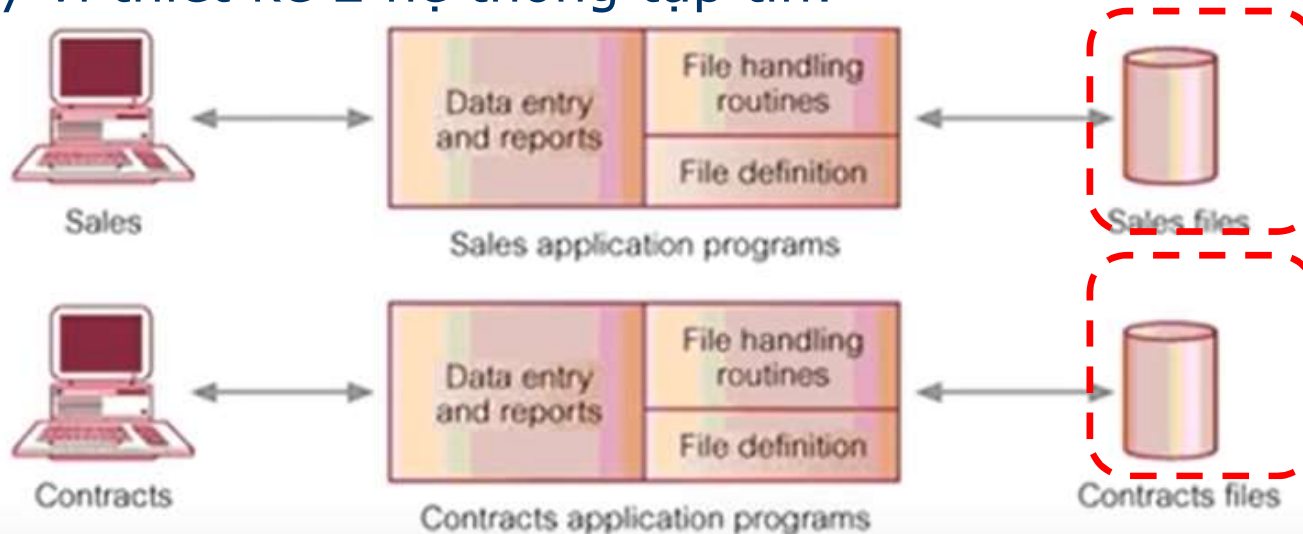 File handling
routines
Data entry
and reports
File definition
Sales
Sales application programs
Sales files
File handling
routines
Data entry
and reports
File definition
Contracts
Contracts application programs
Contracts files